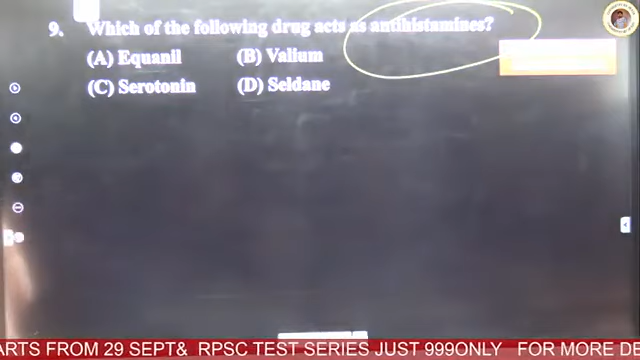 9. Which of the following drug acts as antihistamines?
(A) Equanil (B) Valium
(C) Serotonin (D) Seldane
ARTS FROM 29 SEPT& RPSC TEST SERIES JUST 999ONLY FOR MORE DE